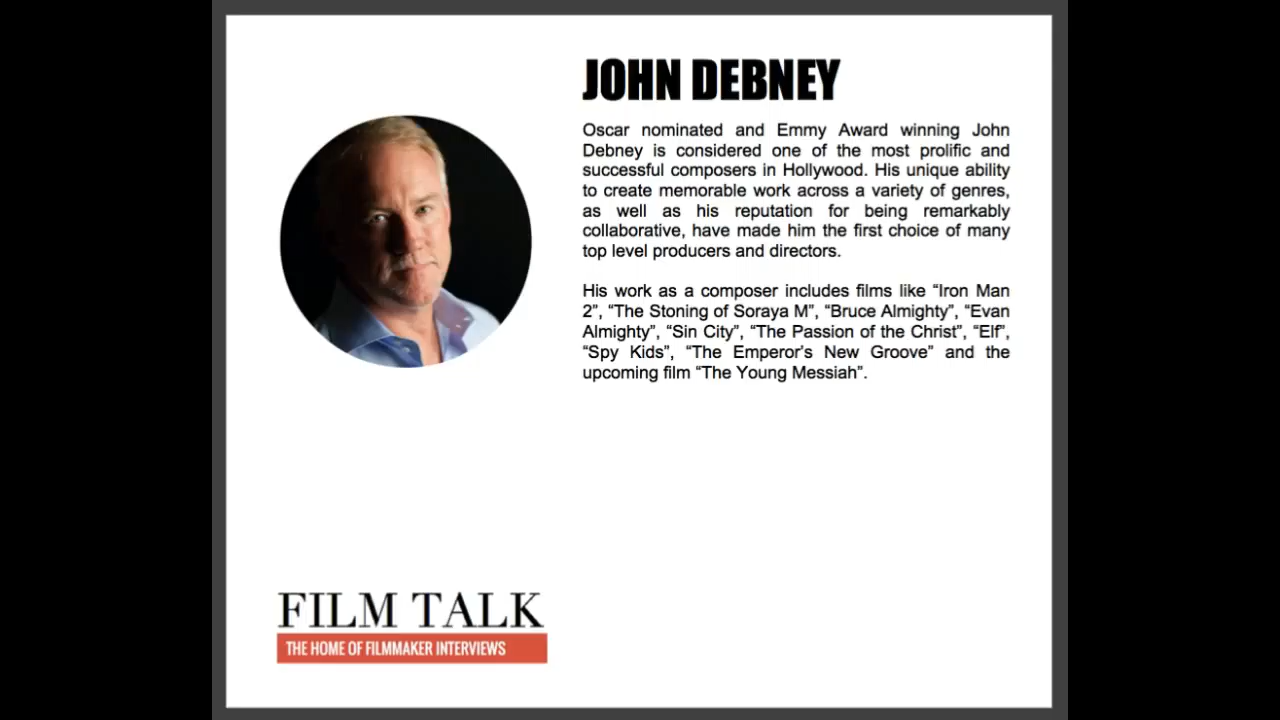 JOHN DEBNEY
Oscar nominated and Emmy Award winning John
Debney is considered one of the most prolific and
successful composers in Hollywood. His unique ability
to create memorable work across a variety of genres,
as well as his reputation for being remarkably
collaborative, have made him the first choice of many
top level producers and directors.
His work as a composer includes films like “Iron Man
2”, “The Stoning of Soraya M”, “Bruce Almighty”, “Evan
Almighty”, “Sin City”, “The Passion of the Christ”, “Elf”,
“Spy Kids”, “The Emperor’s New Groove” and the
upcoming film “The Young Messiah”.
FILM TALK
THE HOME OF FILMMAKER INTERVIEWS